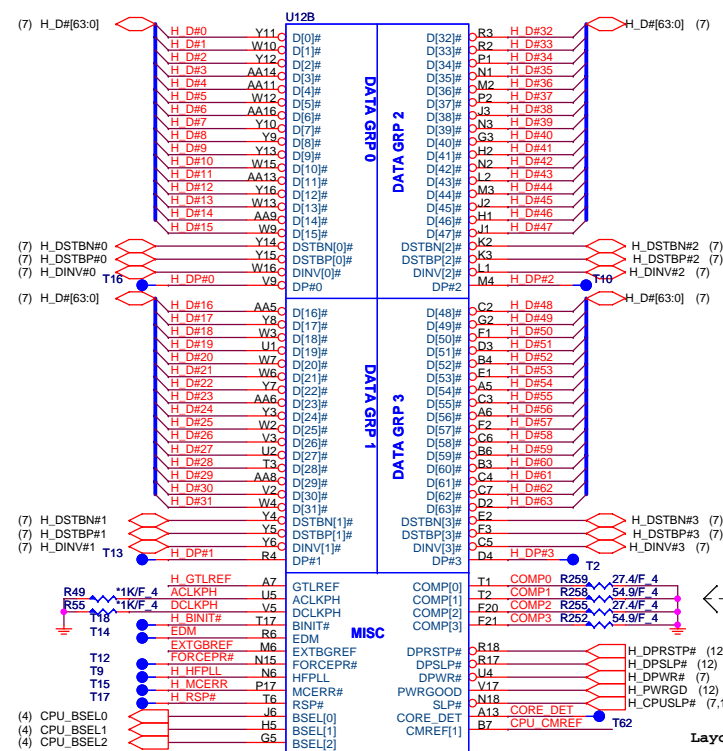 U12B
(7) H_D#[63:0]
H_D#0 Y11 D[0]#
H_D#1 W10 D[1]#
H_D#2 Y12 D[2]#
H_D#3 AA14 D[3]#
H_D#4 AA11 D[4]#
H_D#5 W12 D[5]#
H_D#6 AA16 D[6]#
H_D#7 Y10 D[7]#
H_D#8 Y9 D[8]#
H_D#9 Y13 D[9]#
H_D#10 W15 D[10]#
H_D#11 AA13 D[11]#
H_D#12 Y16 D[12]#
H_D#13 W13 D[13]#
H_D#14 AA9 D[14]#
H_D#15 W9 D[15]#
(7) H_DSTBN#0 Y14 DSTBN[0]#
(7) H_DSTBP#0 Y15 DSTBP[0]#
(7) H_DINV#0 W16 DINV[0]#
T16 H_DP#0 V9 DP#0
DATA GRP 0
DATA GRP 2
H_D#[63:0] (7)
D[32]# R3 H_D#32
D[33]# R2 H_D#33
D[34]# P1 H_D#34
D[35]# N1 H_D#35
D[36]# M2 H_D#36
D[37]# P2 H_D#37
D[38]# J3 H_D#38
D[39]# N3 H_D#39
D[40]# G3 H_D#40
D[41]# H2 H_D#41
D[42]# N2 H_D#42
D[43]# L2 H_D#43
D[44]# M3 H_D#44
D[45]# J2 H_D#45
D[46]# H1 H_D#46
D[47]# J1 H_D#47
DSTBN[2]# K2 H_DSTBN#2 (7)
DSTBP[2]# K3 H_DSTBP#2 (7)
DINV[2]# L1 H_DINV#2 (7)
DP#2 M4 H_DP#2 T10
(7) H_D#[63:0]
H_D#16 AA5 D[16]#
H_D#17 Y8 D[17]#
H_D#18 W3 D[18]#
H_D#19 U1 D[19]#
H_D#20 W7 D[20]#
H_D#21 W6 D[21]#
H_D#22 Y7 D[22]#
H_D#23 AA6 D[23]#
H_D#24 Y3 D[24]#
H_D#25 W2 D[25]#
H_D#26 V3 D[26]#
H_D#27 U2 D[27]#
H_D#28 T3 D[28]#
H_D#29 AA8 D[29]#
H_D#30 V2 D[30]#
H_D#31 W4 D[31]#
(7) H_DSTBN#1 Y4 DSTBN[1]#
(7) H_DSTBP#1 Y5 DSTBP[1]#
(7) H_DINV#1 Y6 DINV[1]#
T13 H_DP#1 R4 DP#1
DATA GRP 1
DATA GRP 3
H_D#[63:0] (7)
D[48]# C2 H_D#48
D[49]# G2 H_D#49
D[50]# F1 H_D#50
D[51]# D3 H_D#51
D[52]# B4 H_D#52
D[53]# E1 H_D#53
D[54]# A5 H_D#54
D[55]# C3 H_D#55
D[56]# A6 H_D#56
D[57]# F2 H_D#57
D[58]# C6 H_D#58
D[59]# B6 H_D#59
D[60]# B3 H_D#60
D[61]# C4 H_D#61
D[62]# C7 H_D#62
D[63]# D2 H_D#63
DSTBN[3]# E2 H_DSTBN#3 (7)
DSTBP[3]# F3 H_DSTBP#3 (7)
DINV[3]# C5 H_DINV#3 (7)
DP#3 D4 H_DP#3 T2
H_GTLREF A7 GTLREF
R49 *1K/F_4 ACLKPH U5 ACLKPH
R55 *1K/F_4 DCLKPH V5 DCLKPH
T18 H_BINIT# T17 BINIT#
T14 EDM R6 EDM
EXTGBREF M6 EXTBGREF
T12 FORCEPR# N15 FORCEPR#
T9 H_HFPLL N6 HFPLL
T15 H_MCERR P17 MCERR#
T17 H_RSP# T6 RSP#
(4) CPU_BSEL0 J6 BSEL[0]
(4) CPU_BSEL1 H5 BSEL[1]
(4) CPU_BSEL2 G5 BSEL[2]
MISC
COMP[0] T1 COMP0 R259 27.4/F_4
COMP[1] T2 COMP1 R258 54.9/F_4
COMP[2] F20 COMP2 R255 27.4/F_4
COMP[3] F21 COMP3 R252 54.9/F_4
DPRSTP# R18 H_DPRSTP# (12
DPSLP# R17 H_DPSLP# (12)
DPWR# U4 H_DPWR# (7)
PWRGOOD V17 H_PWRGD (12)
SLP# N18 H_CPUSLP# (7,1
CORE_DET A13 CORE_DET
CMREF[1] B7 CPU_CMREF T62
Layo